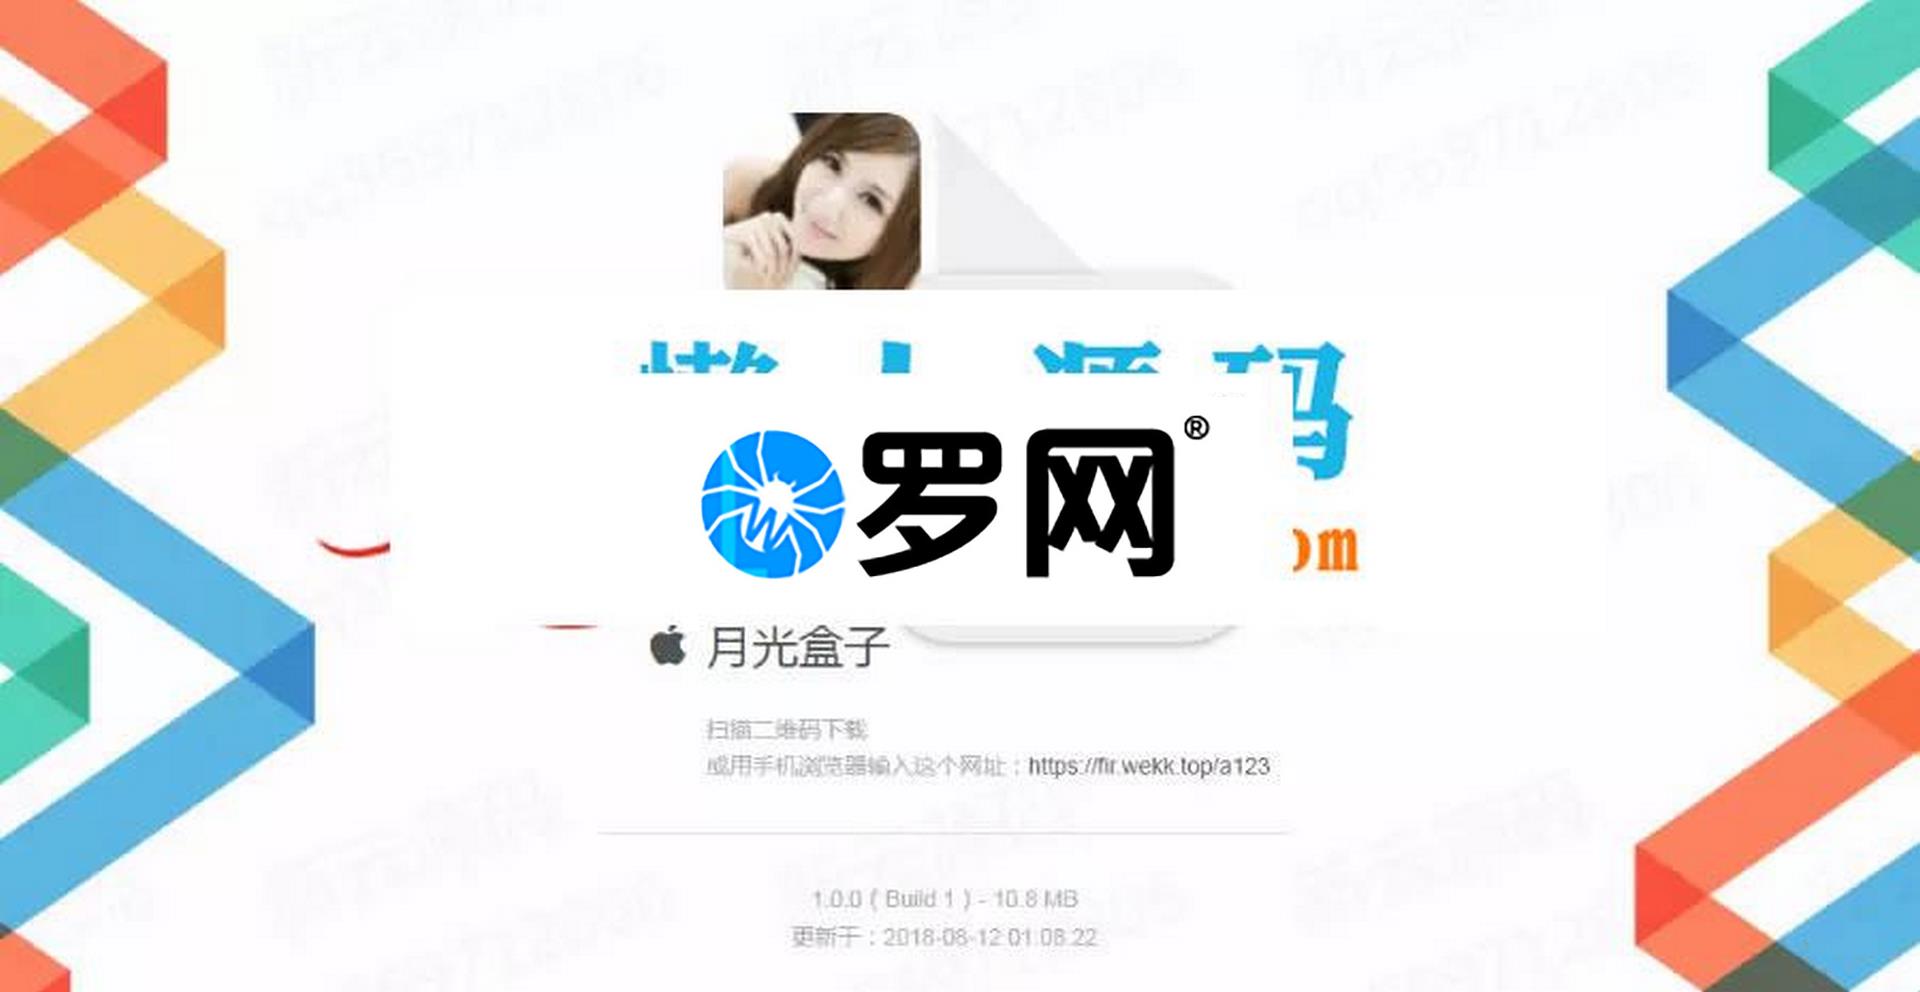 码
罗网®
om
月光盒子
扫描二维码下载
或用手机浏览器输入这个网址：https://fir.wekk.top/a123
1.0.0 ( Build 1 ) - 10.8 MB
更新于：2018-08-12 01:08:22